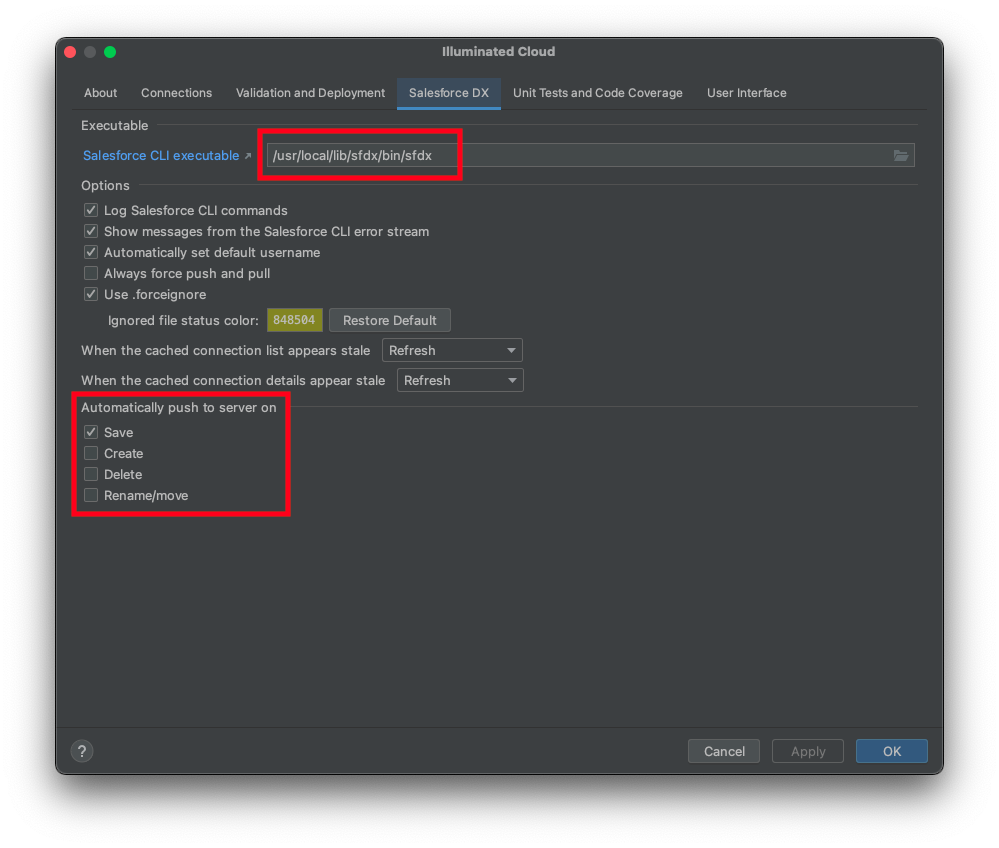 Illuminated Cloud
About Connections Validation and Deployment Salesforce DX Unit Tests and Code Coverage User Interface
Executable
Salesforce CLI executable ↗ /usr/local/lib/sfdx/bin/sfdx
Options
Log Salesforce CLI commands
Show messages from the Salesforce CLI error stream
Automatically set default username
Always force push and pull
Use .forceignore
Ignored file status color: 848504 Restore Default
When the cached connection list appears stale Refresh
When the cached connection details appear stale Refresh
Automatically push to server on
Save
Create
Delete
Rename/move
? Cancel Apply OK